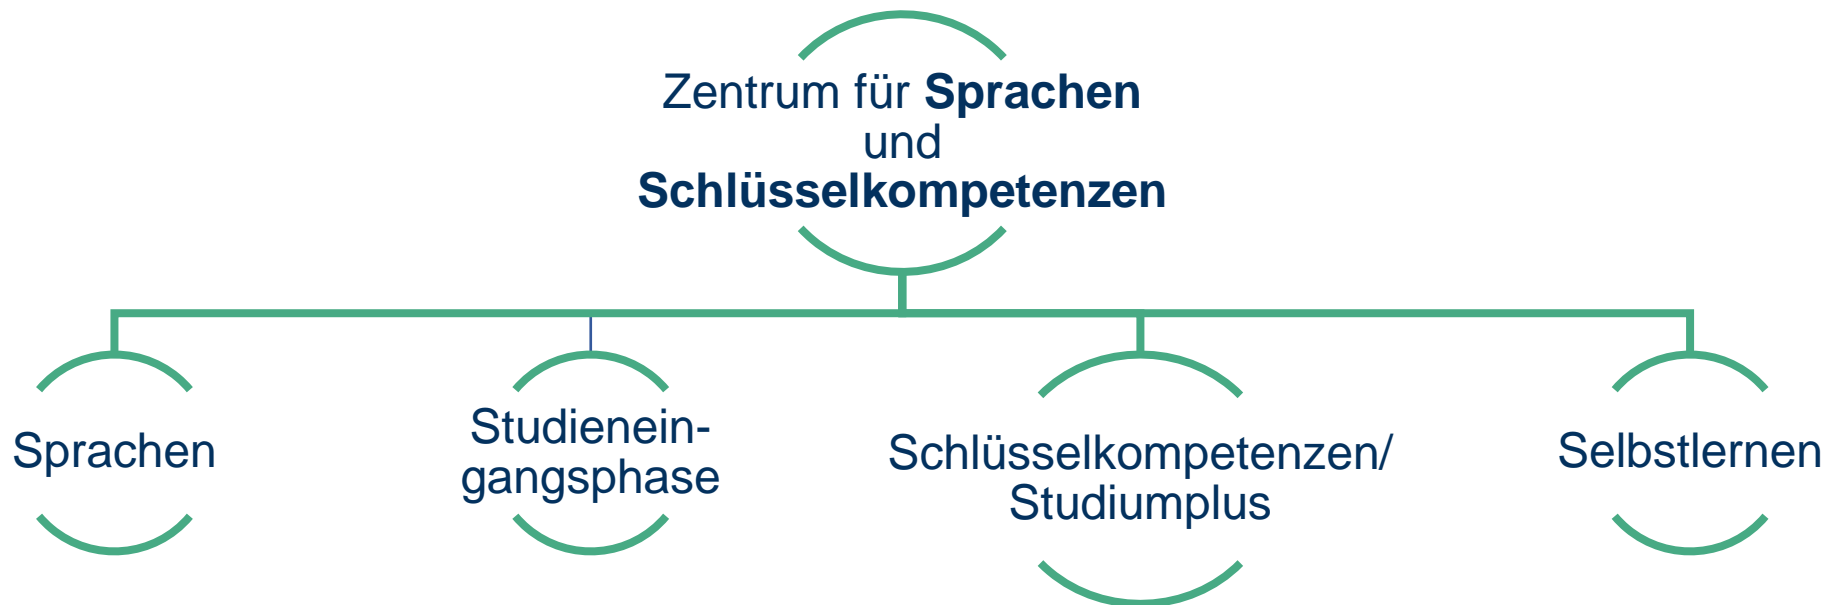 Zentrum für Sprachen
und
Schlüsselkompetenzen
Sprachen
Studienein-
gangsphase
Schlüsselkompetenzen/
Studiumplus
Selbstlernen